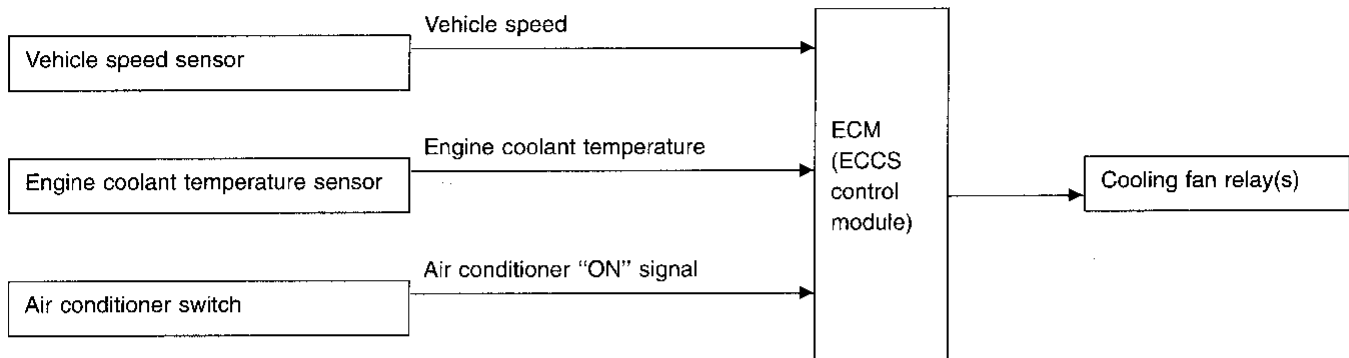 Vehicle speed
Vehicle speed sensor
Engine coolant temperature
Engine coolant temperature sensor
Air conditioner “ON” signal
Air conditioner switch
ECM
(ECCS
control
module)
Cooling fan relay(s)